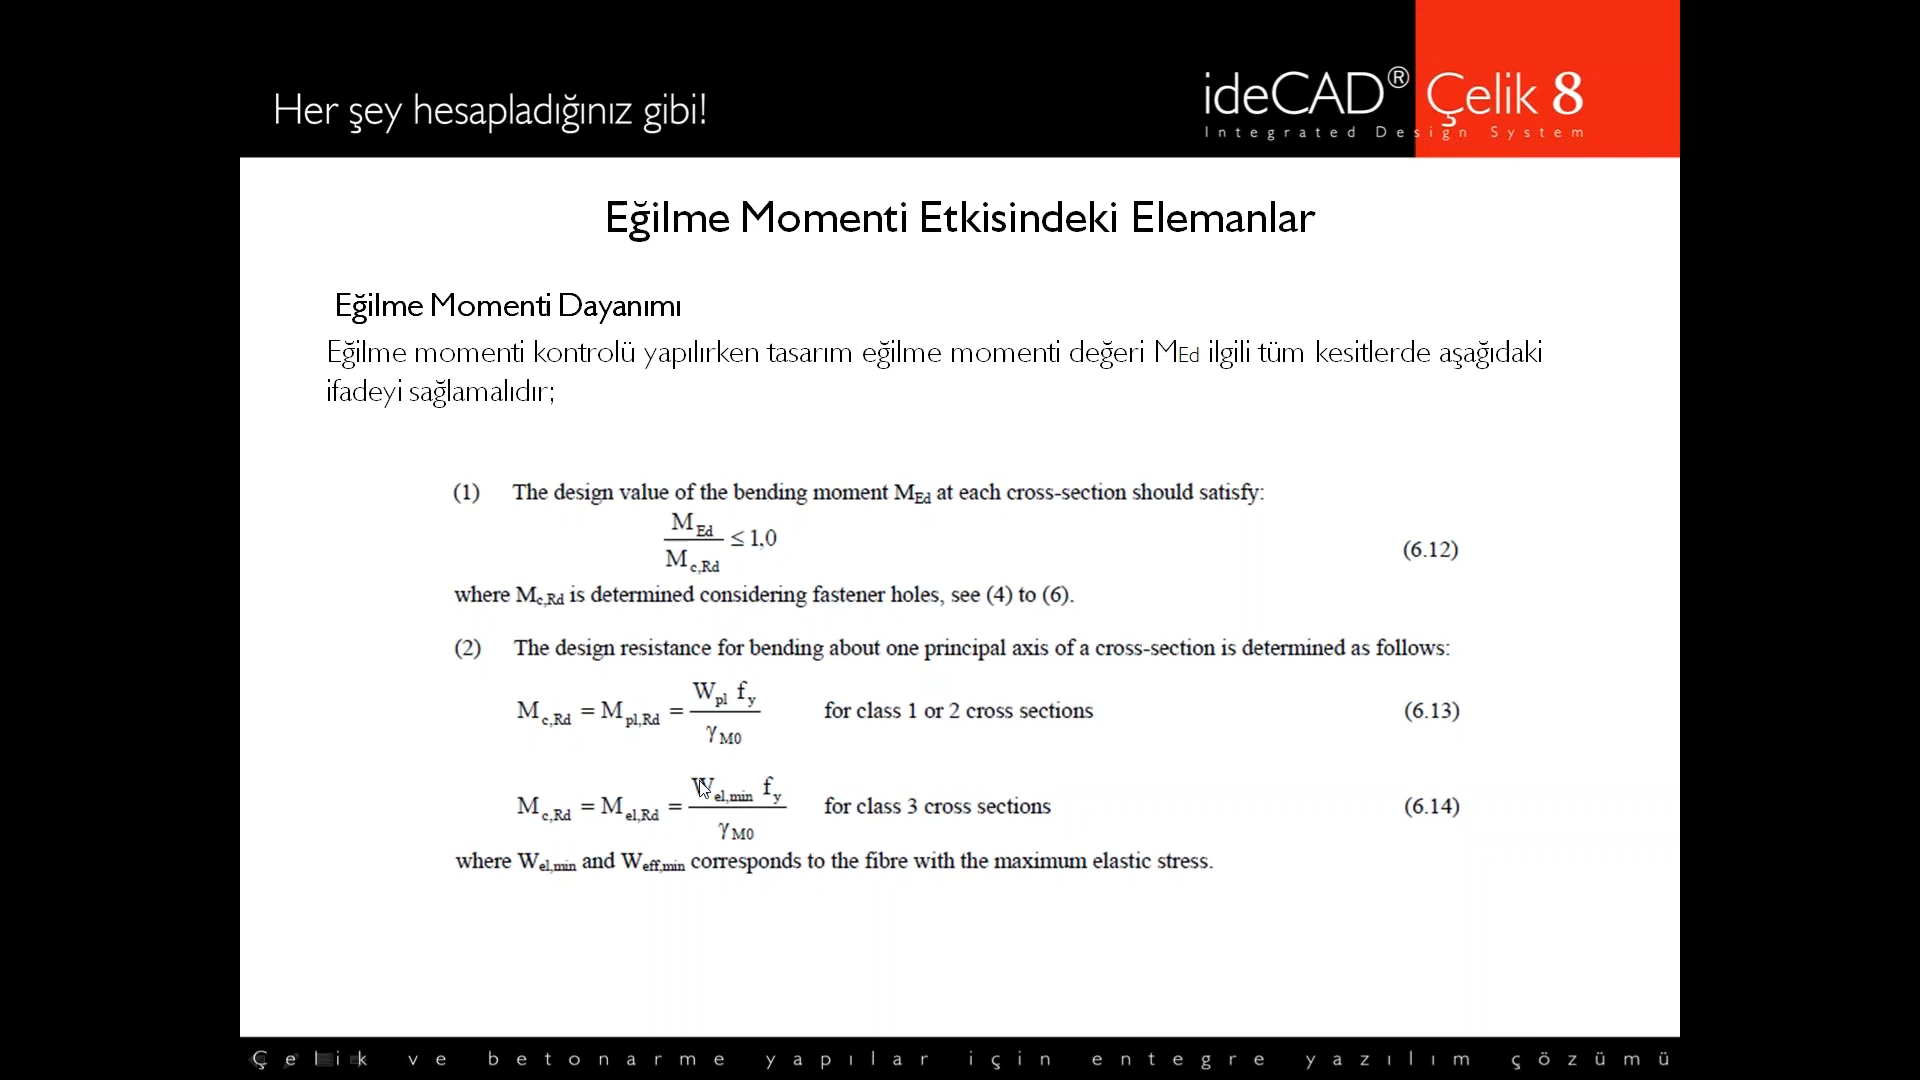 Her şey hesapladığınız gibi!
ideCAD® Çelik 8
Integrated Design System
Eğilme Momenti Etkisindeki Elemanlar
Eğilme Momenti Dayanımı
Eğilme momenti kontrolü yapılırken tasarım eğilme momenti değeri MEd ilgili tüm kesitlerde aşağıdaki
ifadeyi sağlamalıdır;
(1) The design value of the bending moment MEd at each cross-section should satisfy:
MEd / Mc,Rd ≤ 1,0 (6.12)
where Mc,Rd is determined considering fastener holes, see (4) to (6).
(2) The design resistance for bending about one principal axis of a cross-section is determined as follows:
Mc,Rd = Mpl,Rd = Wpl fy / γM0 for class 1 or 2 cross sections (6.13)
Mc,Rd = Mel,Rd = Wel,min fy / γM0 for class 3 cross sections (6.14)
where Wel,min and Weff,min corresponds to the fibre with the maximum elastic stress.
Çelik ve betonarme yapılar için entegre yazılım çözümü